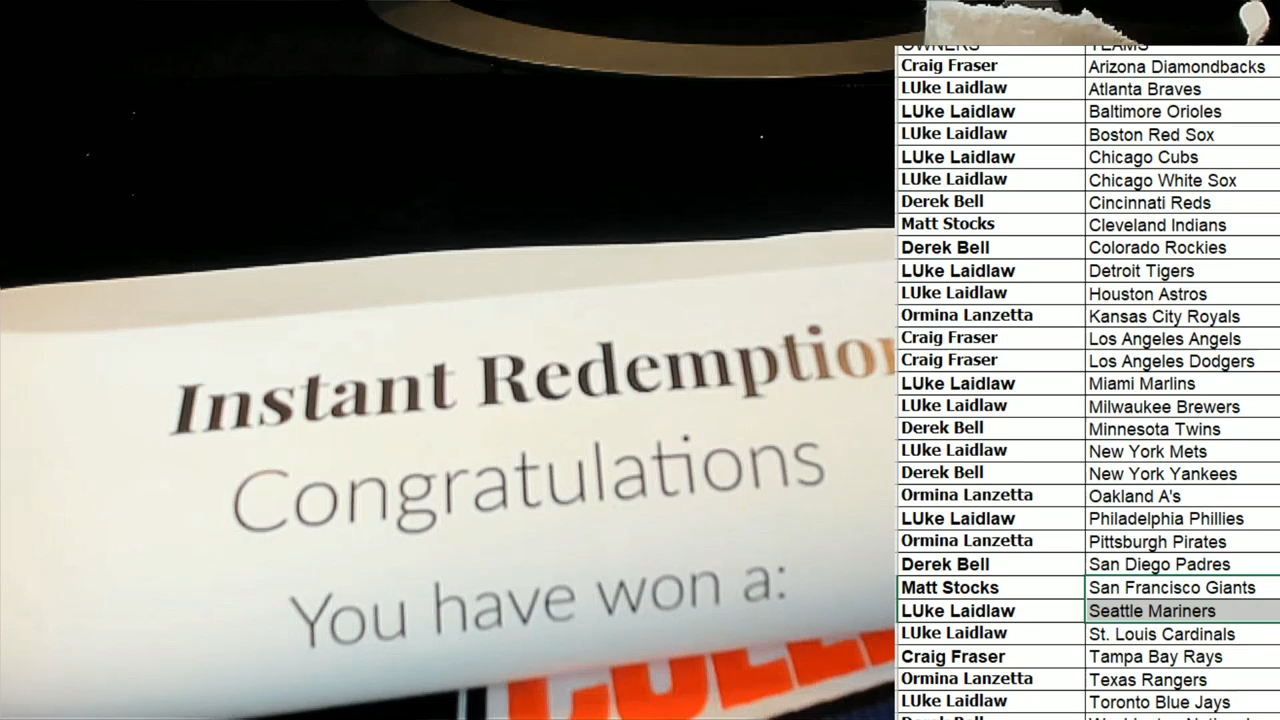 Instant Redemption
Congratulations
You have won a:
OWNERS TEAMS
Craig Fraser Arizona Diamondbacks
LUke Laidlaw Atlanta Braves
LUke Laidlaw Baltimore Orioles
LUke Laidlaw Boston Red Sox
LUke Laidlaw Chicago Cubs
LUke Laidlaw Chicago White Sox
Derek Bell Cincinnati Reds
Matt Stocks Cleveland Indians
Derek Bell Colorado Rockies
LUke Laidlaw Detroit Tigers
LUke Laidlaw Houston Astros
Ormina Lanzetta Kansas City Royals
Craig Fraser Los Angeles Angels
Craig Fraser Los Angeles Dodgers
LUke Laidlaw Miami Marlins
LUke Laidlaw Milwaukee Brewers
Derek Bell Minnesota Twins
LUke Laidlaw New York Mets
Derek Bell New York Yankees
Ormina Lanzetta Oakland A's
LUke Laidlaw Philadelphia Phillies
Ormina Lanzetta Pittsburgh Pirates
Derek Bell San Diego Padres
Matt Stocks San Francisco Giants
LUke Laidlaw Seattle Mariners
LUke Laidlaw St. Louis Cardinals
Craig Fraser Tampa Bay Rays
Ormina Lanzetta Texas Rangers
LUke Laidlaw Toronto Blue Jays